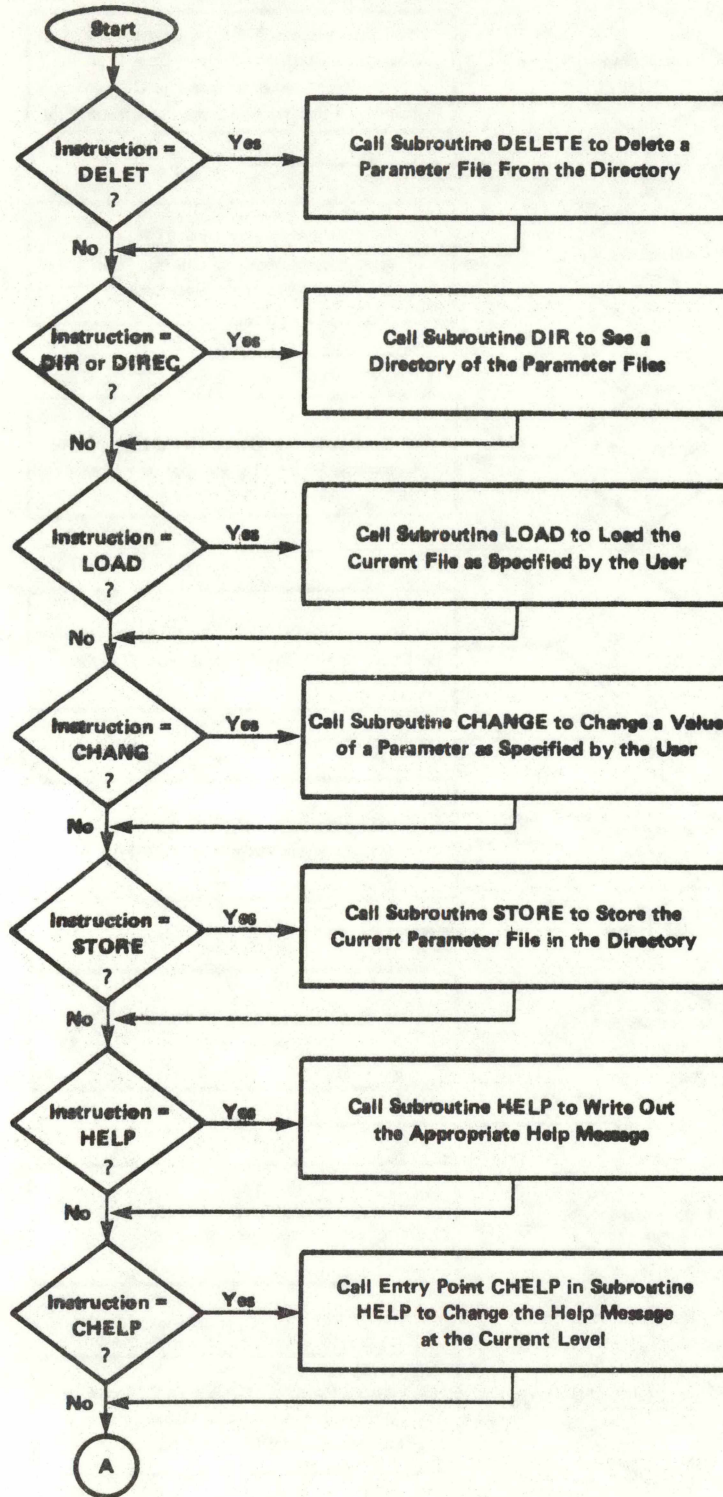 Start
Instruction =
DELET
?
Yes
Call Subroutine DELETE to Delete a
Parameter File From the Directory
No
Instruction =
DIR or DIREC
?
Yes
Call Subroutine DIR to See a
Directory of the Parameter Files
No
Instruction =
LOAD
?
Yes
Call Subroutine LOAD to Load the
Current File as Specified by the User
No
Instruction =
CHANG
?
Yes
Call Subroutine CHANGE to Change a Value
of a Parameter as Specified by the User
No
Instruction =
STORE
?
Yes
Call Subroutine STORE to Store the
Current Parameter File in the Directory
No
Instruction =
HELP
?
Yes
Call Subroutine HELP to Write Out
the Appropriate Help Message
No
Instruction =
CHELP
?
Yes
Call Entry Point CHELP in Subroutine
HELP to Change the Help Message
at the Current Level
No
A